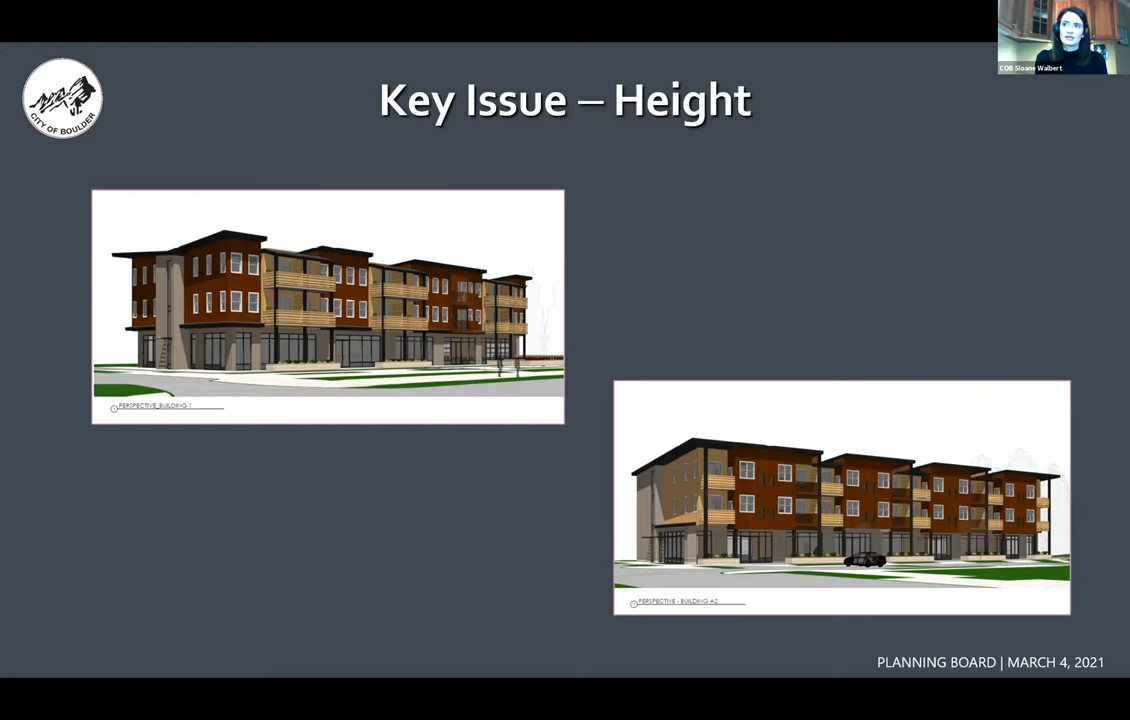 COB Sloane Walbert
CITY OF BOULDER
Key Issue – Height
PERSPECTIVE_BUILDING 1
PERSPECTIVE - BUILDING A2
PLANNING BOARD | MARCH 4, 2021